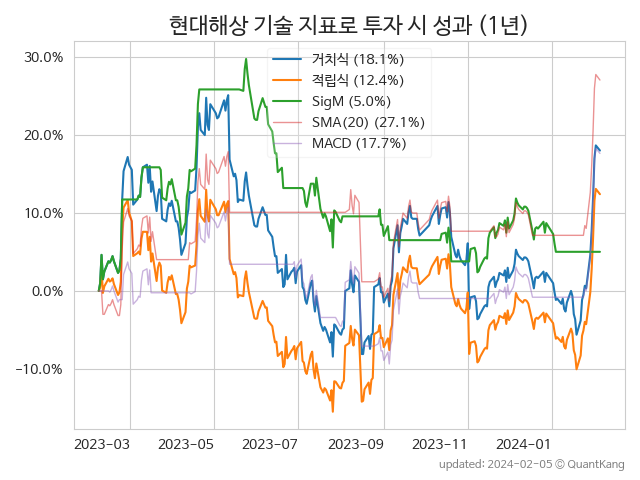 현대해상 기술 지표로 투자 시 성과 (1년)
30.0%
20.0%
10.0%
0.0%
−10.0%
거치식 (18.1%)
적립식 (12.4%)
SigM (5.0%)
SMA(20) (27.1%)
MACD (17.7%)
2023-03 2023-05 2023-07 2023-09 2023-11 2024-01
updated: 2024-02-05 © QuantKang